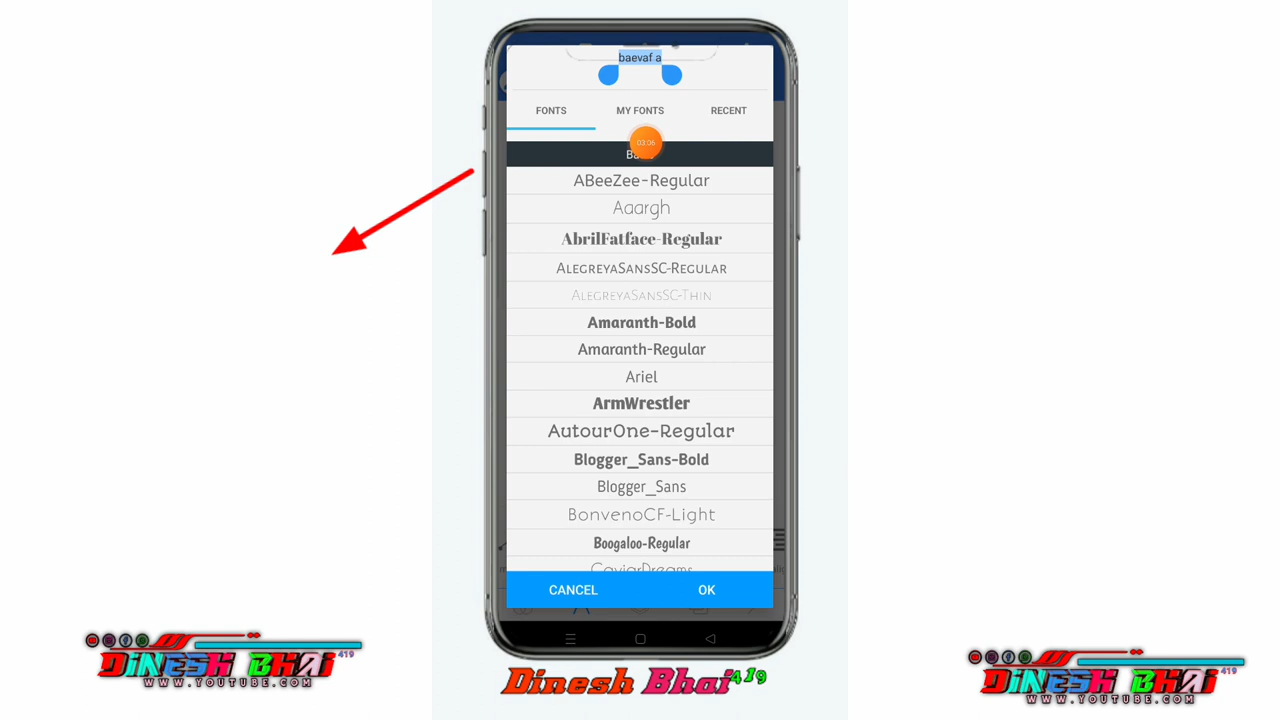 baevaf a
FONTS
MY FONTS
RECENT
03:06
ABeeZee-Regular
Aaargh
AbrilFatface-Regular
AlegreyaSansSC-Regular
AlegreyaSansSC-Thin
Amaranth-Bold
Amaranth-Regular
Ariel
ArmWrestler
AutourOne-Regular
Blogger_Sans-Bold
Blogger_Sans
BonvenoCF-Light
Boogaloo-Regular
CaviarDreams
CANCEL
OK
DINESH BHAI 419
WWW.YOUTUBE.COM
Dinesh Bhai 419
DINESH BHAI 419
WWW.YOUTUBE.COM